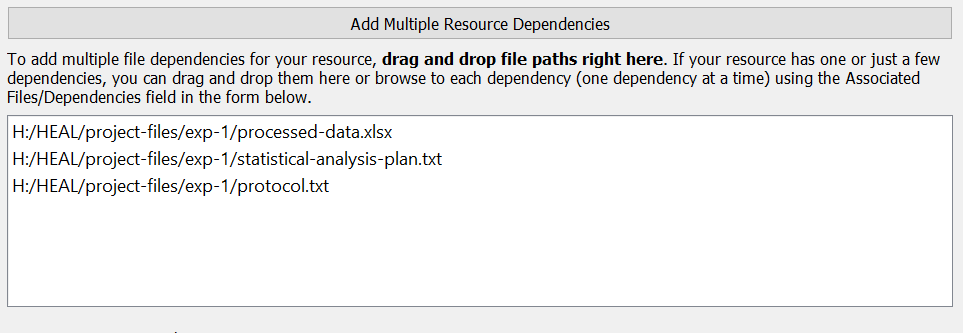 Add Multiple Resource Dependencies
To add multiple file dependencies for your resource, drag and drop file paths right here. If your resource has one or just a few
dependencies, you can drag and drop them here or browse to each dependency (one dependency at a time) using the Associated
Files/Dependencies field in the form below.
H:/HEAL/project-files/exp-1/processed-data.xlsx
H:/HEAL/project-files/exp-1/statistical-analysis-plan.txt
H:/HEAL/project-files/exp-1/protocol.txt